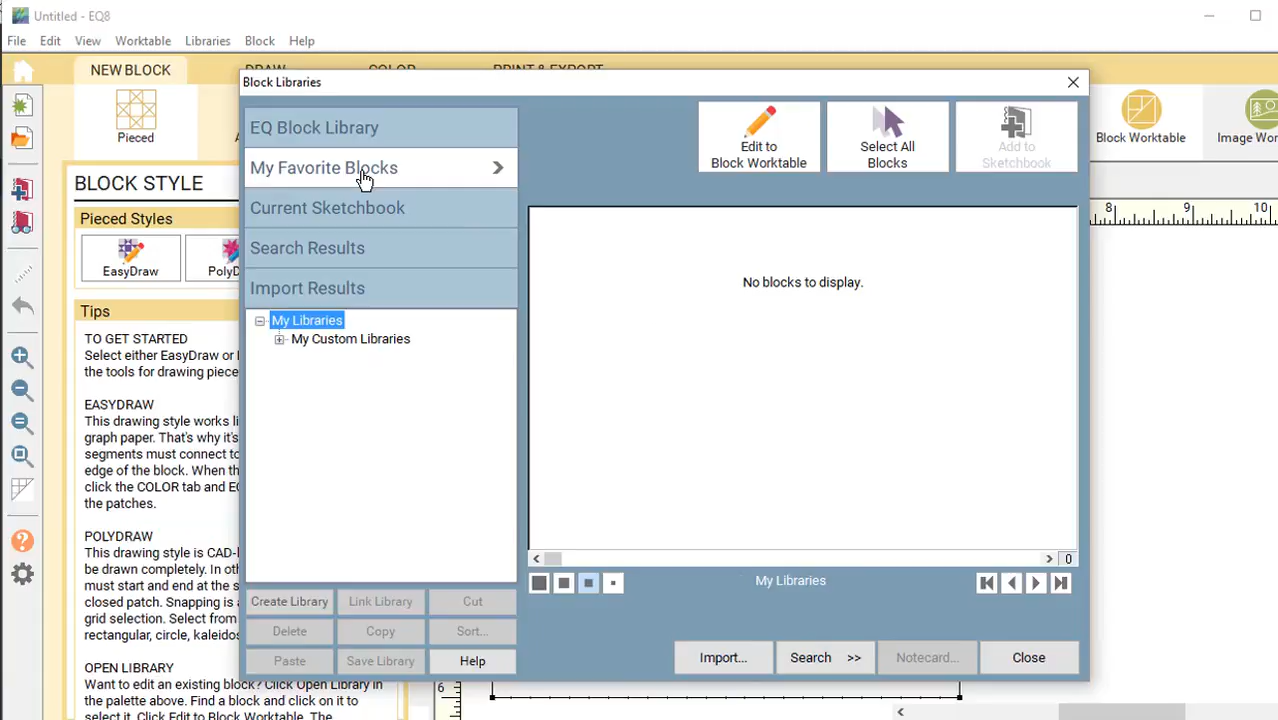 Untitled - EQ8
File Edit View Worktable Libraries Block Help
NEW BLOCK DRAW COLOR PRINT & EXPORT
Pieced
Block Worktable
Image Wor
BLOCK STYLE
Pieced Styles
EasyDraw
PolyD
Tips
TO GET STARTED
Select either EasyDraw or
the tools for drawing piece
EASYDRAW
This drawing style works li
graph paper. That's why it's
segments must connect to
edge of the block. When th
click the COLOR tab and E
the patches.
POLYDRAW
This drawing style is CAD-l
be drawn completely. In oth
must start and end at the s
closed patch. Snapping is a
grid selection. Select from
rectangular, circle, kaleidos
OPEN LIBRARY
Want to edit an existing block? Click Open Library in
the palette above. Find a block and click on it to
select it. Click Edit to Block Worktable. The
Block Libraries
EQ Block Library
My Favorite Blocks
Current Sketchbook
Search Results
Import Results
My Libraries
My Custom Libraries
Create Library Link Library Cut
Delete Copy Sort...
Paste Save Library Help
Edit to
Block Worktable
Select All
Blocks
Add to
Sketchbook
No blocks to display.
0
My Libraries
Import... Search >> Notecard... Close
8 9 10
6